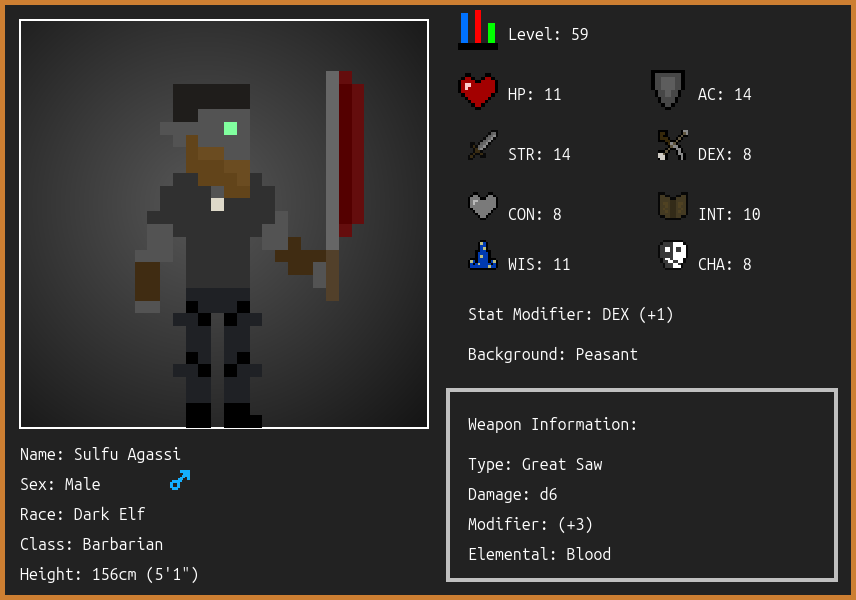 Level: 59
HP: 11
AC: 14
STR: 14
DEX: 8
CON: 8
INT: 10
WIS: 11
CHA: 8
Stat Modifier: DEX (+1)
Background: Peasant
Weapon Information:
Type: Great Saw
Damage: d6
Modifier: (+3)
Elemental: Blood
Name: Sulfu Agassi
Sex: Male
Race: Dark Elf
Class: Barbarian
Height: 156cm (5'1")